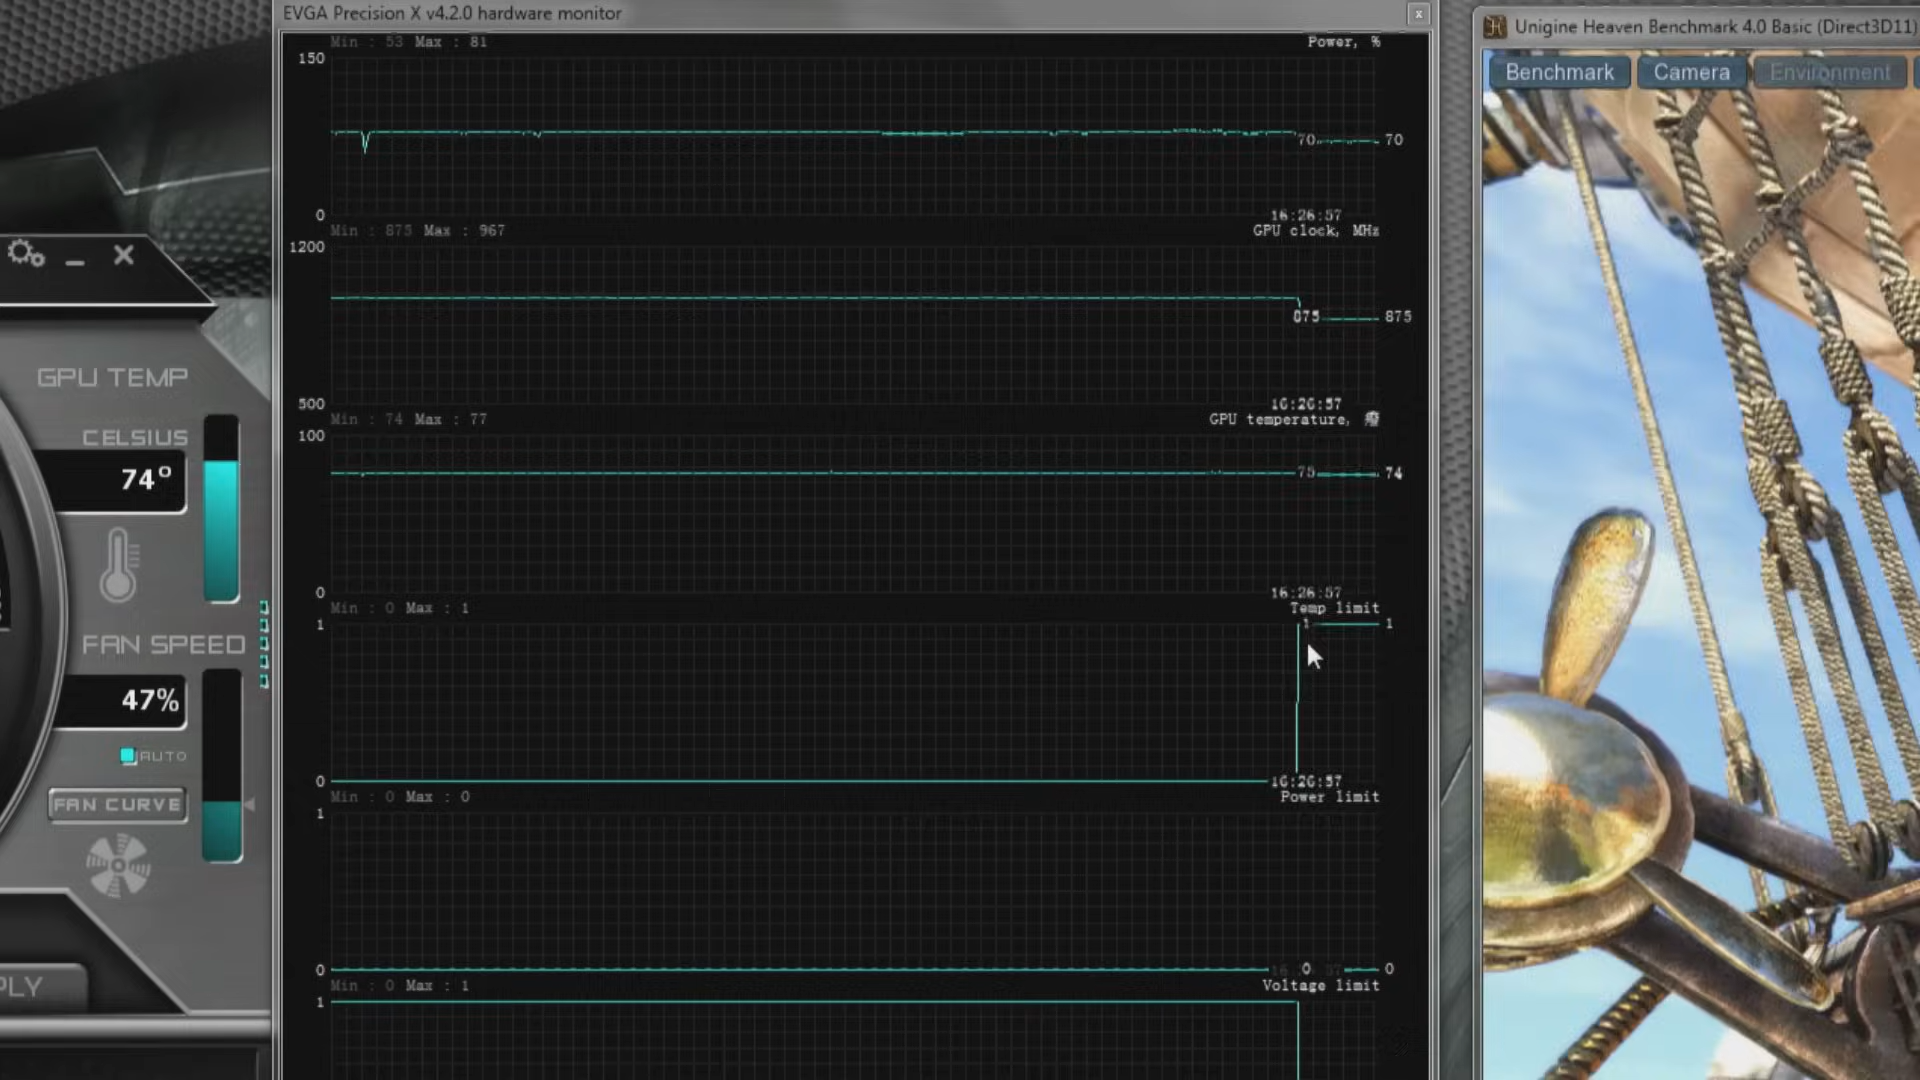 EVGA Precision X v4.2.0 hardware monitor
x
Unigine Heaven Benchmark 4.0 Basic (Direct3D11)
Benchmark
Camera
Environment
Min : 53 Max : 81
Power, %
150
70
70
0
16:26:57
Min : 875 Max : 967
GPU clock, MHz
1200
875
875
500
16:26:57
Min : 74 Max : 77
GPU temperature,
100
75
74
0
16:26:57
Min : 0 Max : 1
Temp limit
1
1
1
0
16:26:57
Min : 0 Max : 0
Power limit
1
0
0
0
Min : 0 Max : 1
Voltage limit
1
GPU TEMP
CELSIUS
74°
FAN SPEED
47%
AUTO
FAN CURVE
PLY